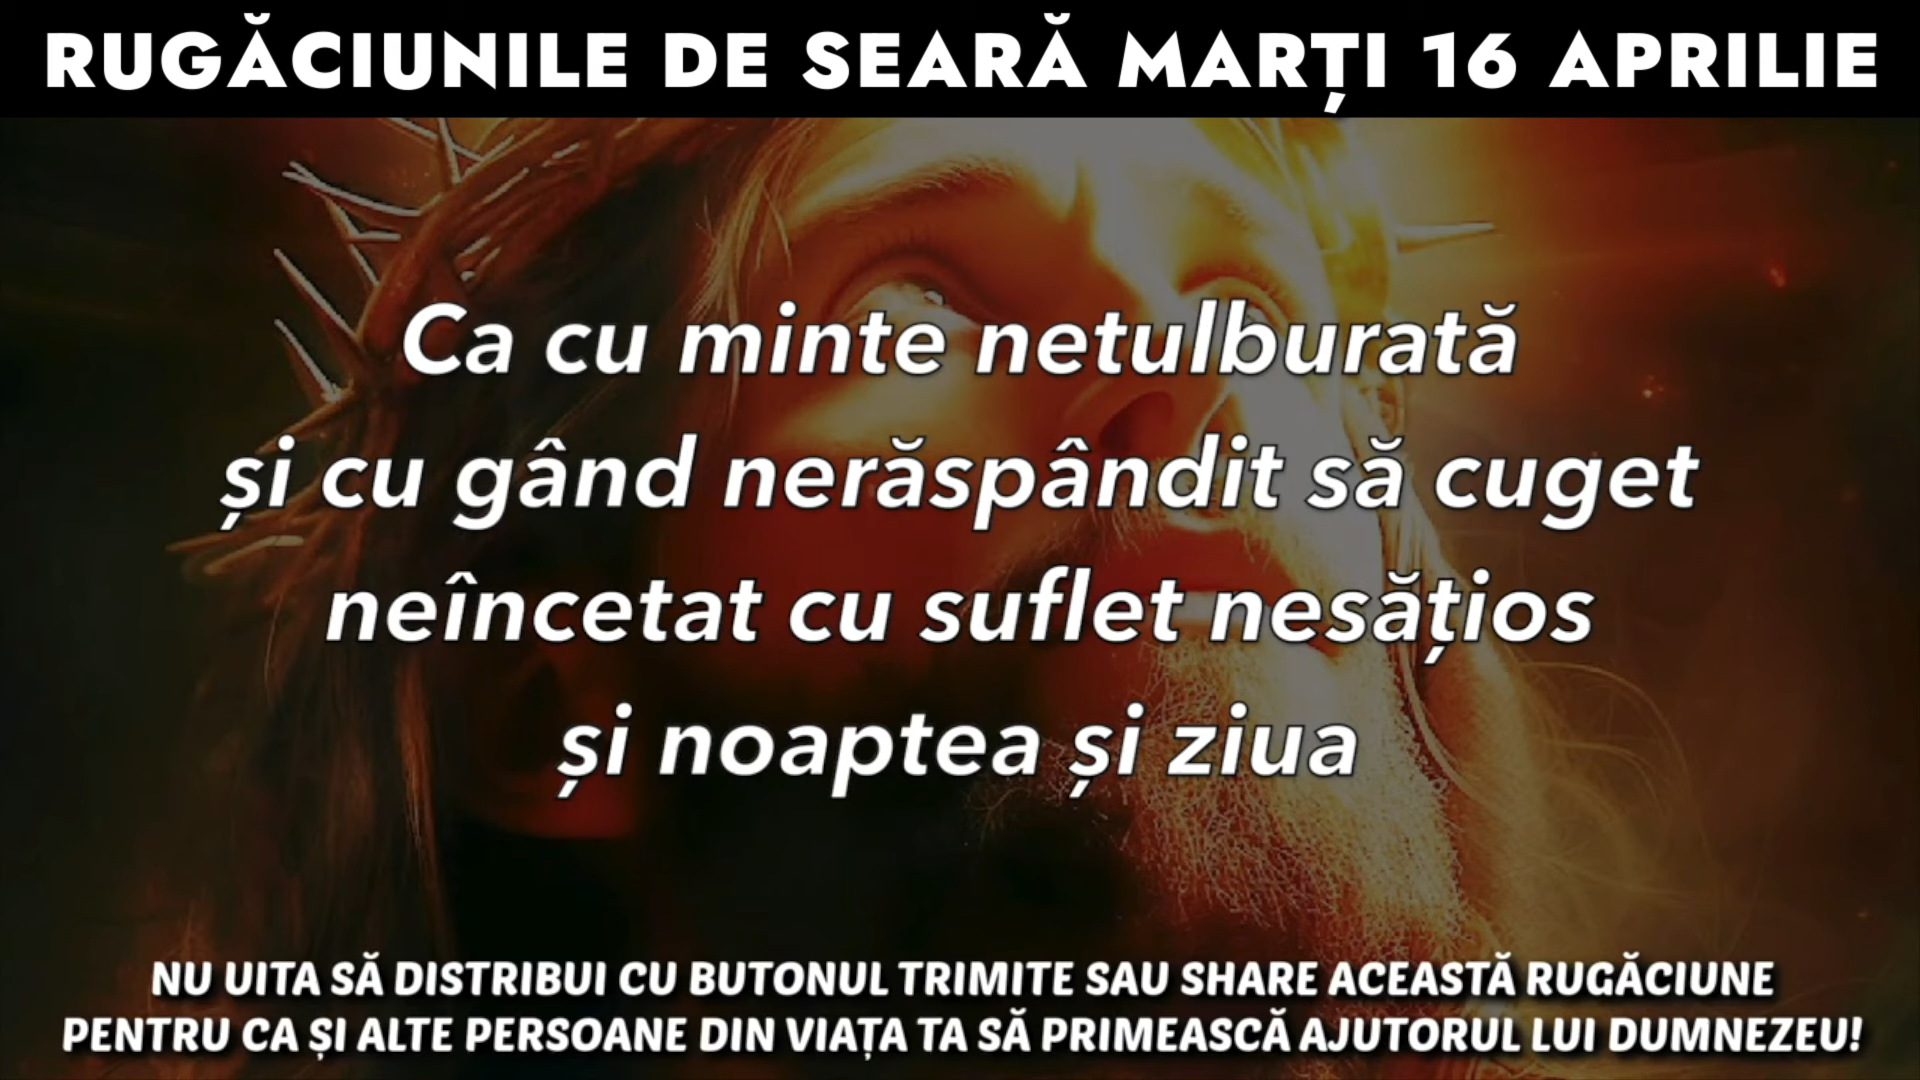 RUGĂCIUNILE DE SEARĂ MARȚI 16 APRILIE
Ca cu minte netulburată
și cu gând nerăspândit să cuget
neîncetat cu suflet nesățios
și noaptea și ziua
NU UITA SĂ DISTRIBUI CU BUTONUL TRIMITE SAU SHARE ACEASTĂ RUGĂCIUNE
PENTRU CA ȘI ALTE PERSOANE DIN VIAȚA TA SĂ PRIMEASCĂ AJUTORUL LUI DUMNEZEU!